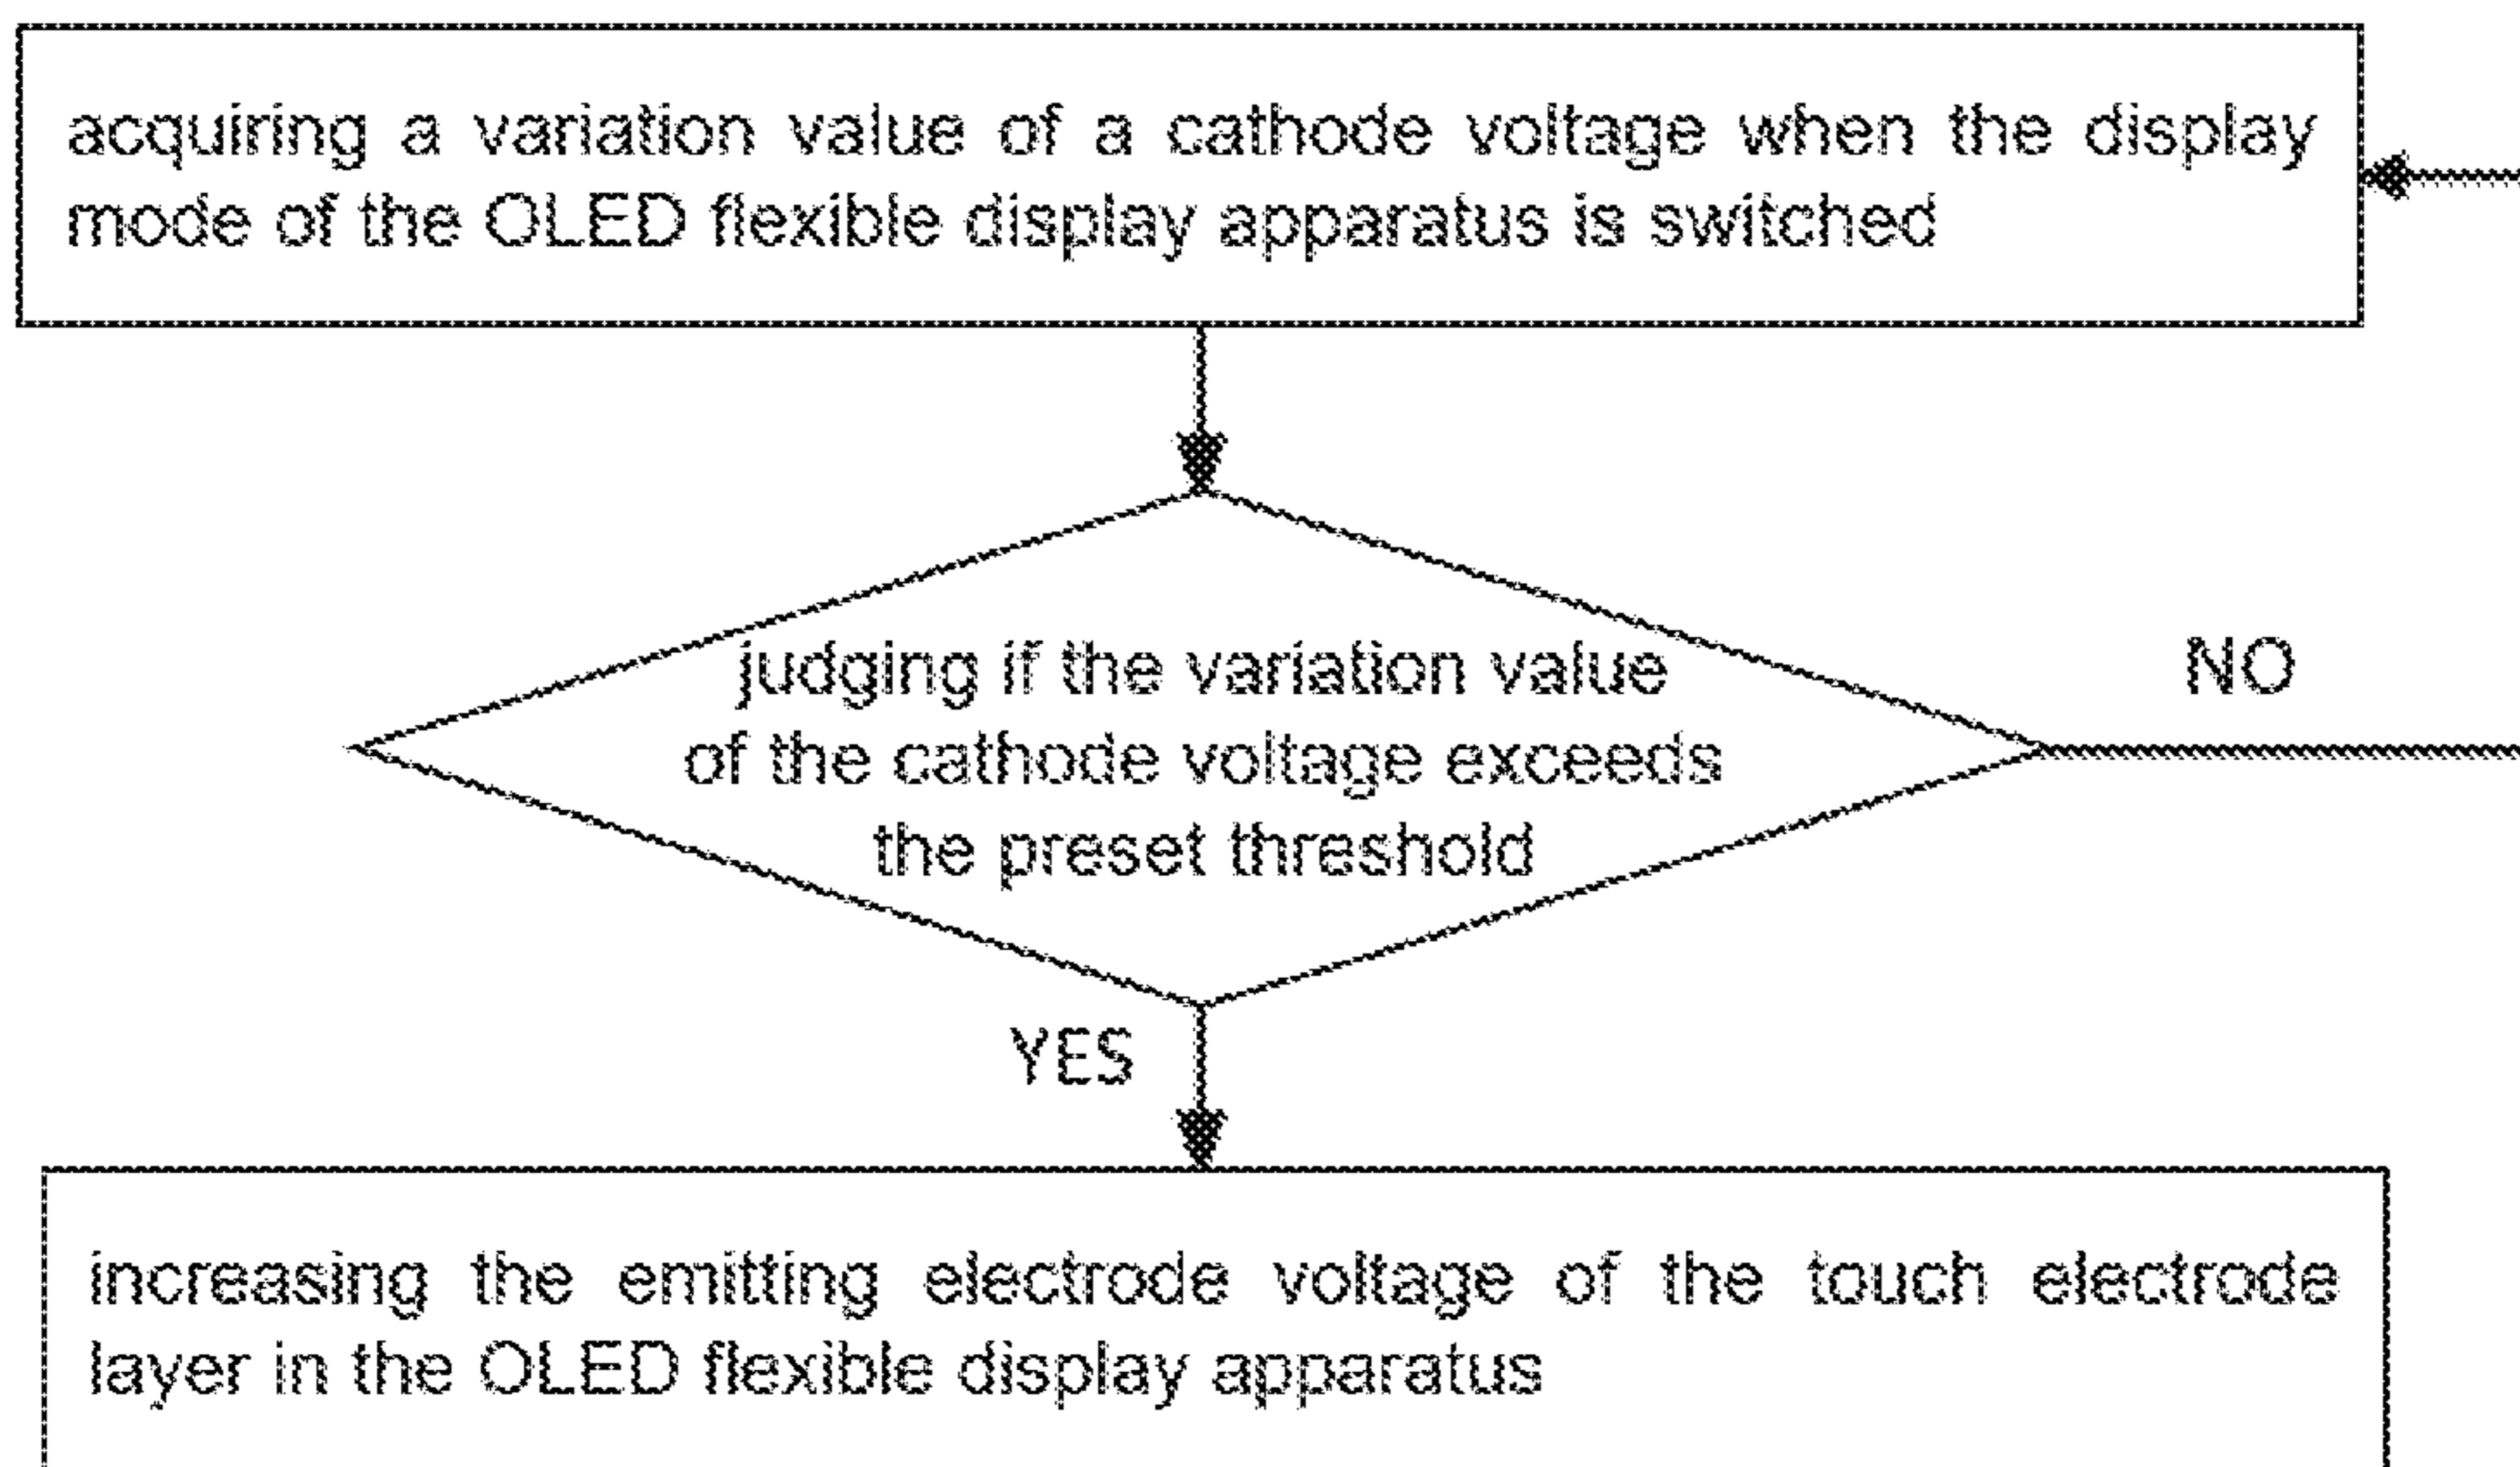 acquiring a variation value of a cathode voltage when the display
mode of the OLED flexible display apparatus is switched
judging if the variation value
of the cathode voltage exceeds
the preset threshold
NO
YES
increasing the emitting electrode voltage of the touch electrode
layer in the OLED flexible display apparatus